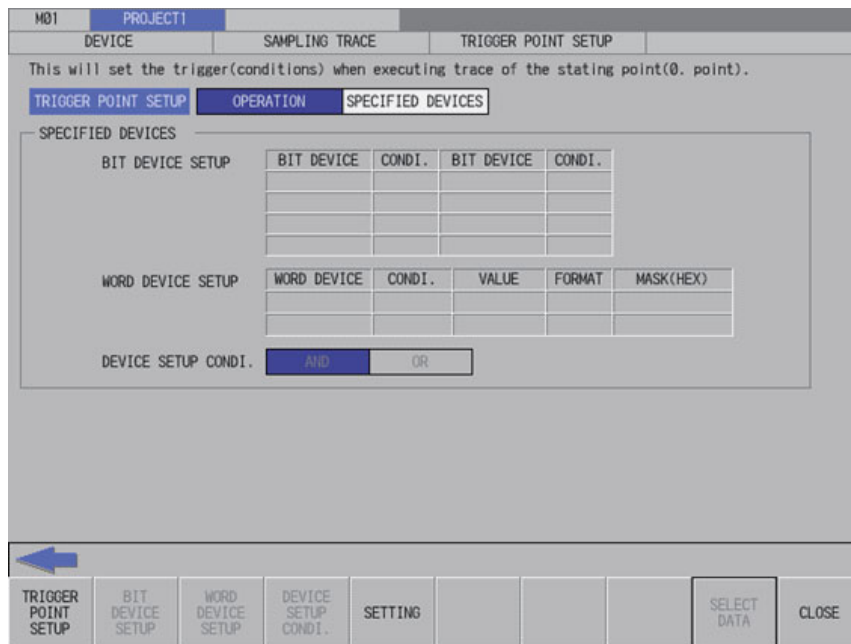 M01 PROJECT1
DEVICE SAMPLING TRACE TRIGGER POINT SETUP
This will set the trigger(conditions) when executing trace of the stating point(0. point).
TRIGGER POINT SETUP OPERATION SPECIFIED DEVICES
SPECIFIED DEVICES
BIT DEVICE SETUP BIT DEVICE CONDI. BIT DEVICE CONDI.
WORD DEVICE SETUP WORD DEVICE CONDI. VALUE FORMAT MASK(HEX)
DEVICE SETUP CONDI. AND OR
TRIGGER POINT SETUP BIT DEVICE SETUP WORD DEVICE SETUP DEVICE SETUP CONDI. SETTING SELECT DATA CLOSE